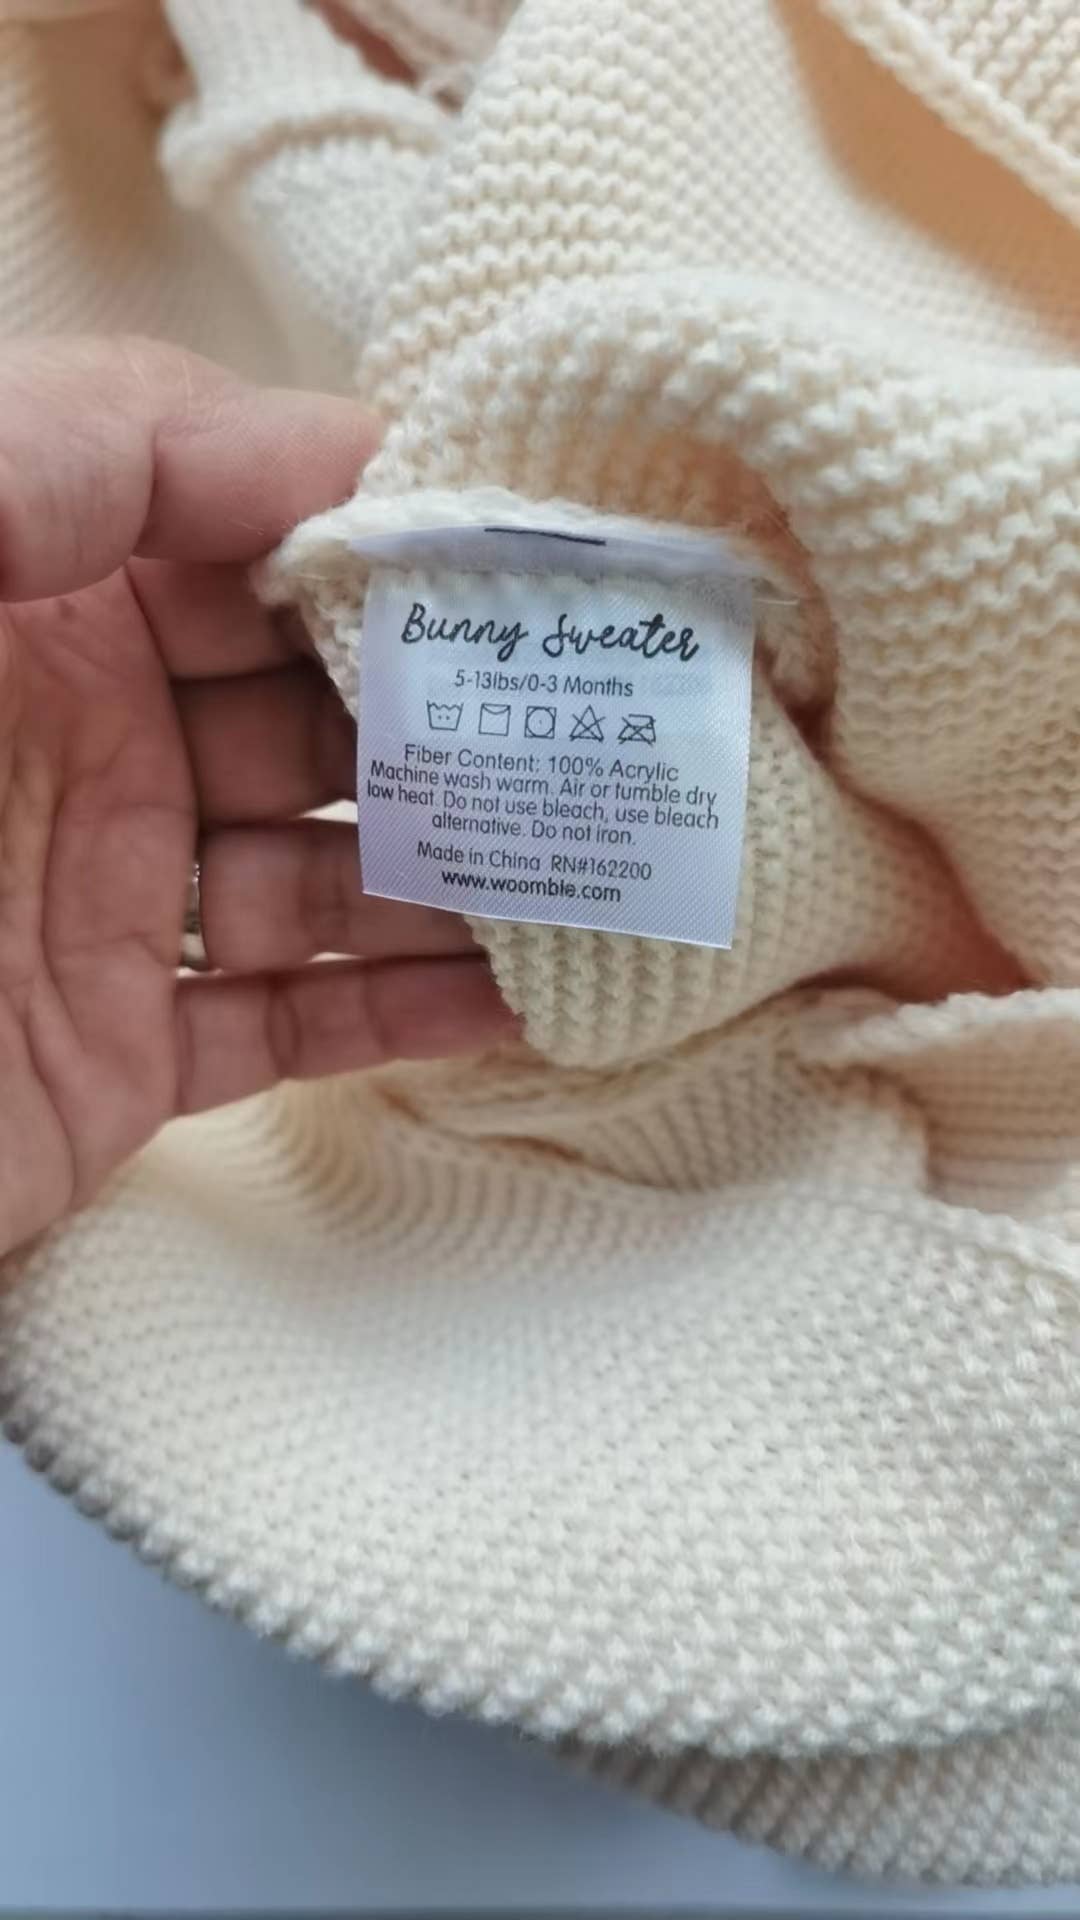 Bunny Sweater
5-13lbs/0-3 Months
Fiber Content: 100% Acrylic
Machine wash warm. Air or tumble dry
low heat. Do not use bleach, use bleach
alternative. Do not iron.
Made in China RN#162200
www.woomble.com